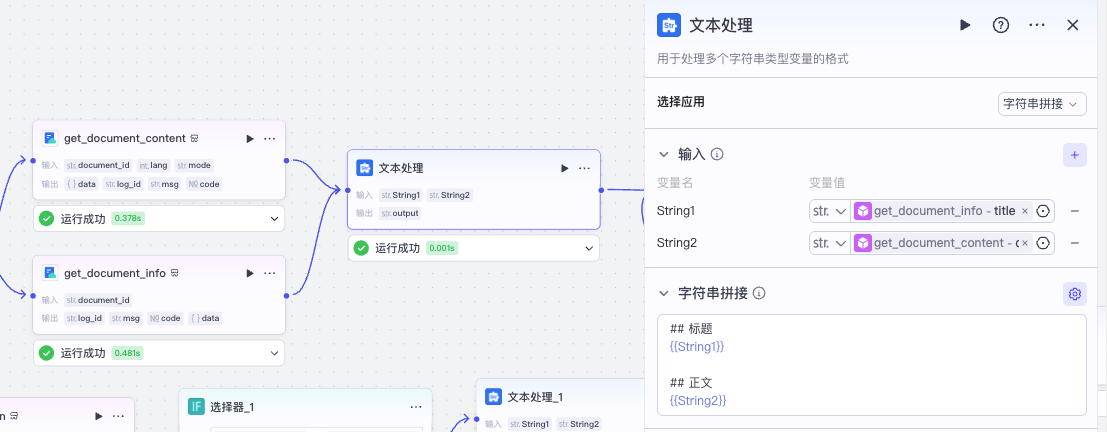 get_document_content
输入 str. document_id int. lang str. mode
输出 { } data str. log_id str. msg № code
运行成功 0.378s
get_document_info
输入 str. document_id
输出 str. log_id str. msg № code { } data
运行成功 0.481s
Str
文本处理
输入 str. String1 str. String2
输出 str. output
运行成功 0.001s
n
IF 选择器_1
Str 文本处理_1
输入 str. String1 str. String2
Str 文本处理
用于处理多个字符串类型变量的格式
选择应用 字符串拼接
输入
变量名 变量值
String1 str. get_document_info - title ×
String2 str. get_document_content - ×
字符串拼接
## 标题
{{String1}}
## 正文
{{String2}}